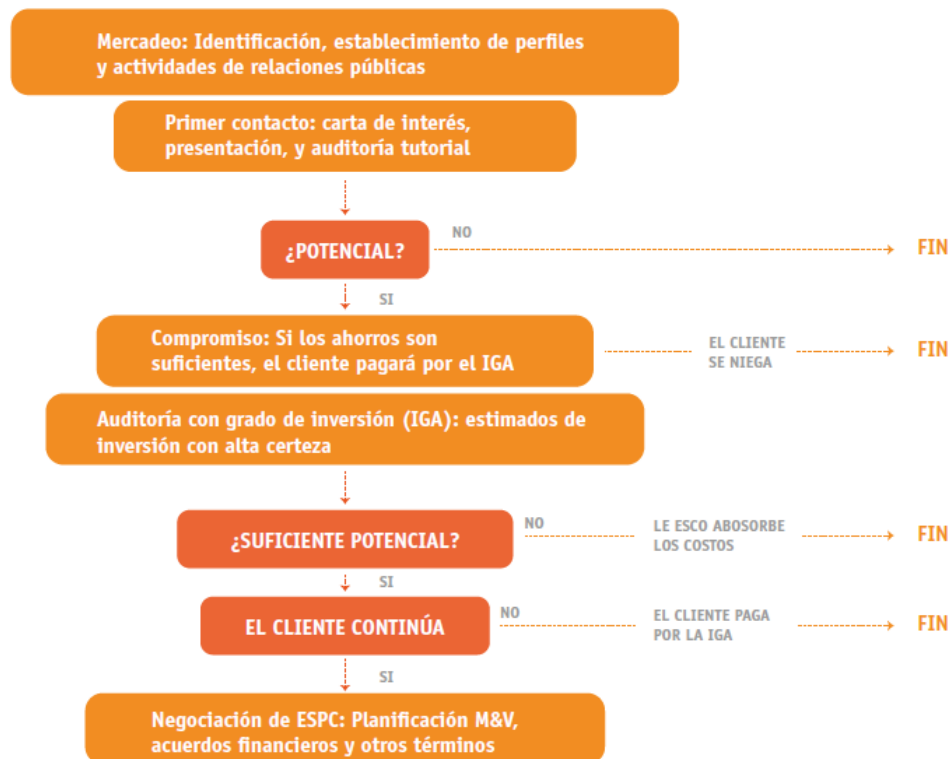 Mercadeo: Identificación, establecimiento de perfiles
y actividades de relaciones públicas
Primer contacto: carta de interés,
presentación, y auditoría tutorial
¿POTENCIAL?
NO
FIN
SI
Compromiso: Si los ahorros son
suficientes, el cliente pagará por el IGA
EL CLIENTE
SE NIEGA
FIN
Auditoría con grado de inversión (IGA): estimados de
inversión con alta certeza
¿SUFICIENTE POTENCIAL?
NO
LE ESCO ABOSORBE
LOS COSTOS
FIN
SI
EL CLIENTE CONTINÚA
NO
EL CLIENTE PAGA
POR LA IGA
FIN
SI
Negociación de ESPC: Planificación M&V,
acuerdos financieros y otros términos